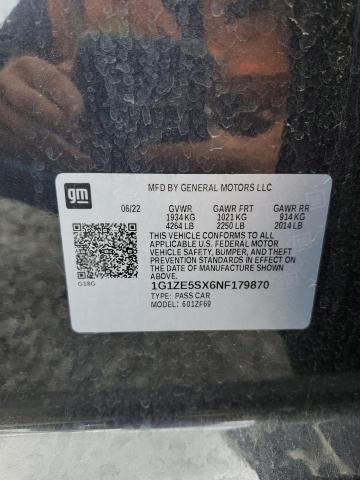 gm
MFD BY GENERAL MOTORS LLC
06/22 GVWR GAWR FRT GAWR RR
1934 KG 1021 KG 914 KG
4264 LB 2250 LB 2014 LB
THIS VEHICLE CONFORMS TO ALL
APPLICABLE U.S. FEDERAL MOTOR
VEHICLE SAFETY, BUMPER, AND THEFT
PREVENTION STANDARDS IN EFFECT ON
THE DATE OF MANUFACTURE SHOWN
ABOVE.
G18G 1G1ZE5SX6NF179870
TYPE: PASS CAR
MODEL: 601ZF69